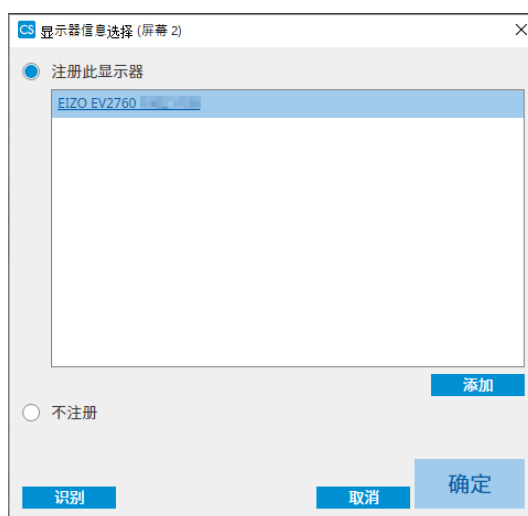 CS 显示器信息选择 (屏幕 2)
注册此显示器
EIZO EV2760
添加
不注册
识别 取消 确定